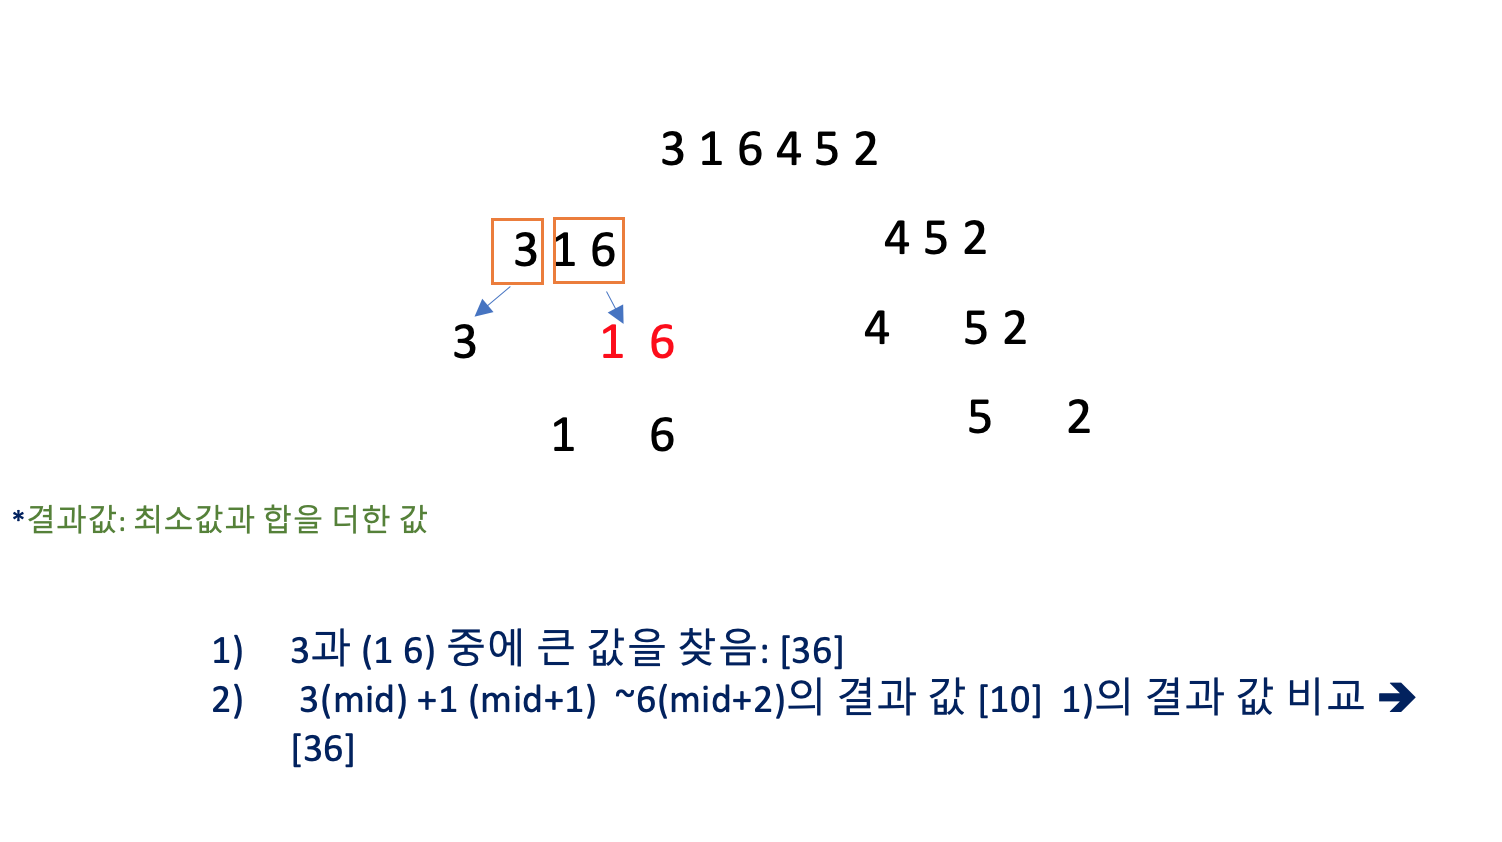 3 1 6 4 5 2
3 1 6
4 5 2
3 1 6
4 5 2
1 6
5 2
*결과값: 최소값과 합을 더한 값
1) 3과 (1 6) 중에 큰 값을 찾음: [36]
2) 3(mid) +1 (mid+1) ~6(mid+2)의 결과 값 [10] 1)의 결과 값 비교 ➔
[36]